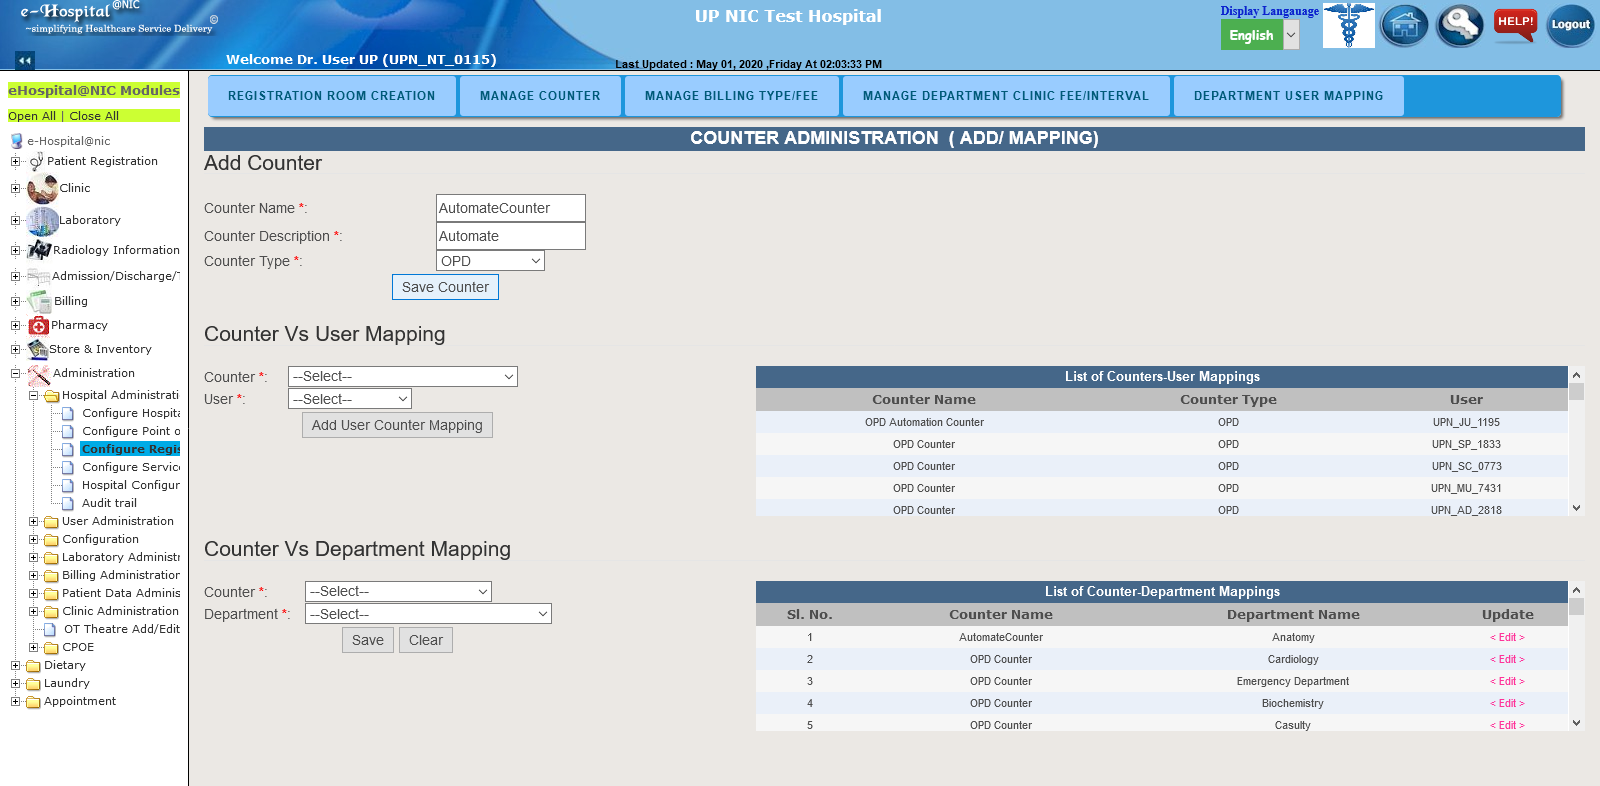 e-Hospital @NIC ©
~simplifying Healthcare Service Delivery
UP NIC Test Hospital
Welcome Dr. User UP (UPN_NT_0115)
Last Updated : May 01, 2020 ,Friday At 02:03:33 PM
Display Langauage
English
HELP!
Logout
eHospital@NIC Modules
Open All | Close All
e-Hospital@nic
Patient Registration
Clinic
Laboratory
Radiology Information
Admission/Discharge/T
Billing
Pharmacy
Store & Inventory
Administration
Hospital Administrati
Configure Hospita
Configure Point o
Configure Regis
Configure Service
Hospital Configur
Audit trail
User Administration
Configuration
Laboratory Administr
Billing Administration
Patient Data Adminis
Clinic Administration
OT Theatre Add/Edit
CPOE
Dietary
Laundry
Appointment
REGISTRATION ROOM CREATION MANAGE COUNTER MANAGE BILLING TYPE/FEE MANAGE DEPARTMENT CLINIC FEE/INTERVAL DEPARTMENT USER MAPPING
COUNTER ADMINISTRATION ( ADD/ MAPPING)
Add Counter
Counter Name *: AutomateCounter
Counter Description *: Automate
Counter Type *: OPD
Save Counter
Counter Vs User Mapping
Counter *: --Select--
User *: --Select--
Add User Counter Mapping
List of Counters-User Mappings
Counter Name Counter Type User
OPD Automation Counter OPD UPN_JU_1195
OPD Counter OPD UPN_SP_1833
OPD Counter OPD UPN_SC_0773
OPD Counter OPD UPN_MU_7431
OPD Counter OPD UPN_AD_2818
Counter Vs Department Mapping
Counter *: --Select--
Department *: --Select--
Save Clear
List of Counter-Department Mappings
Sl. No. Counter Name Department Name Update
1 AutomateCounter Anatomy < Edit >
2 OPD Counter Cardiology < Edit >
3 OPD Counter Emergency Department < Edit >
4 OPD Counter Biochemistry < Edit >
5 OPD Counter Casulty < Edit >